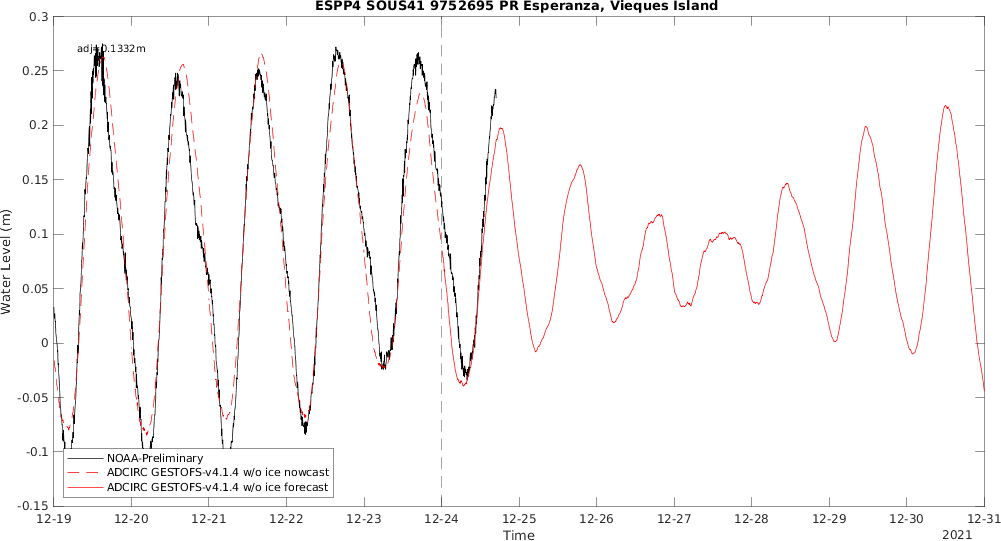 ESPP4 SOUS41 9752695 PR Esperanza, Vieques Island
adj=0.1332m
0.3
0.25
0.2
0.15
0.1
0.05
0
-0.05
-0.1
-0.15
Water Level (m)
NOAA-Preliminary
ADCIRC GESTOFS-v4.1.4 w/o ice nowcast
ADCIRC GESTOFS-v4.1.4 w/o ice forecast
12-19 12-20 12-21 12-22 12-23 12-24 12-25 12-26 12-27 12-28 12-29 12-30 12-31
Time
2021